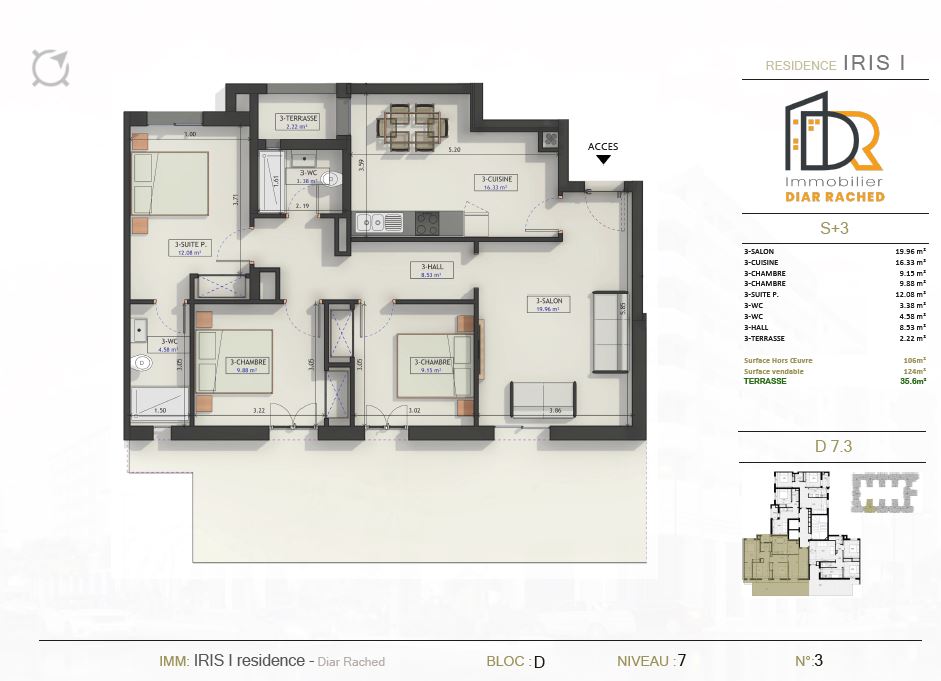 RESIDENCE IRIS I
DR
Immobilier
DIAR RACHED
S+3
3-SALON 19.96 m²
3-CUISINE 16.33 m²
3-CHAMBRE 9.15 m²
3-CHAMBRE 9.88 m²
3-SUITE P. 12.08 m²
3-WC 3.38 m²
3-WC 4.58 m²
3-HALL 8.53 m²
3-TERRASSE 2.22 m²
Surface Hors Œuvre 106m²
Surface vendable 124m²
TERRASSE 35.6m²
D 7.3
ACCES
3-TERRASSE
2.22 m²
3.00
5.20
3.59
3-CUISINE
16.33 m²
3-WC
3.38 m²
1.61
2.19
3.71
3-SUITE P.
12.08 m²
3-HALL
8.53 m²
3-SALON
19.96 m²
5.85
3-WC
4.58 m²
3.05
3-CHAMBRE
9.88 m²
3.05
3.05
3-CHAMBRE
9.15 m²
1.50
3.22
3.02
3.86
IMM: IRIS I residence - Diar Rached
BLOC : D
NIVEAU : 7
N°: 3